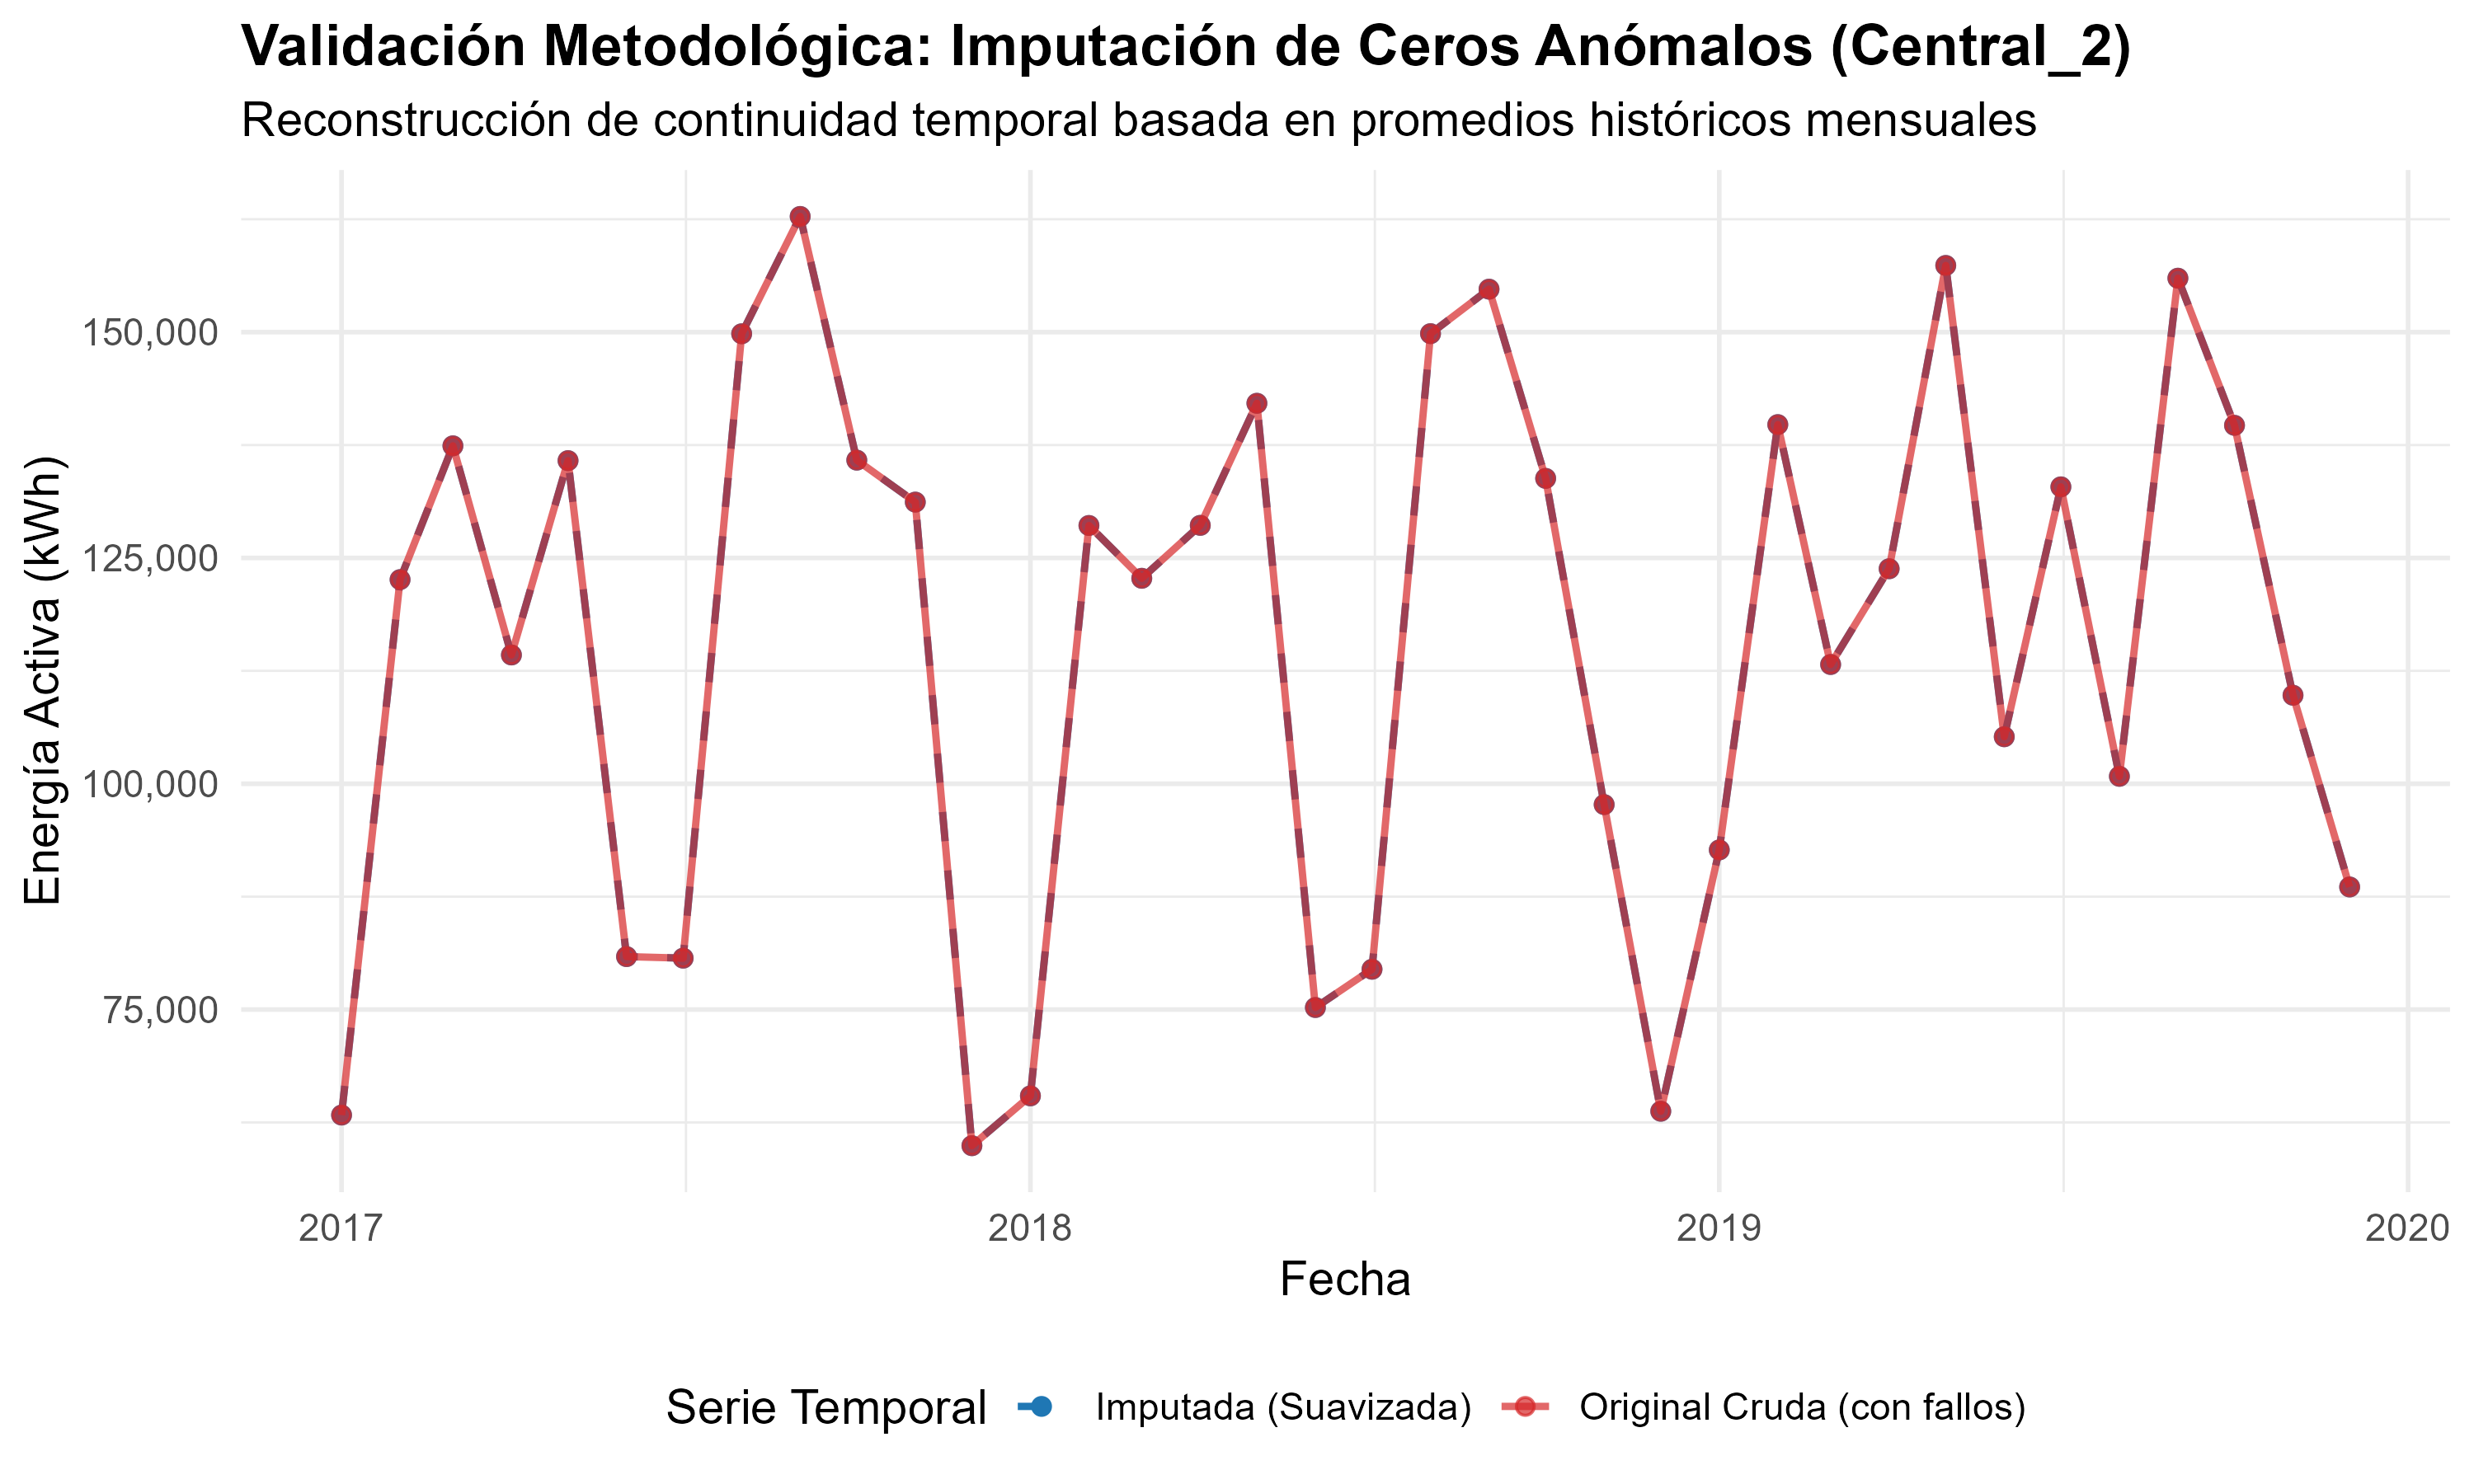 Validación Metodológica: Imputación de Ceros Anómalos (Central_2)
Reconstrucción de continuidad temporal basada en promedios históricos mensuales
Energía Activa (kWh)
150,000
125,000
100,000
75,000
2017 2018 2019 2020
Fecha
Serie Temporal Imputada (Suavizada) Original Cruda (con fallos)